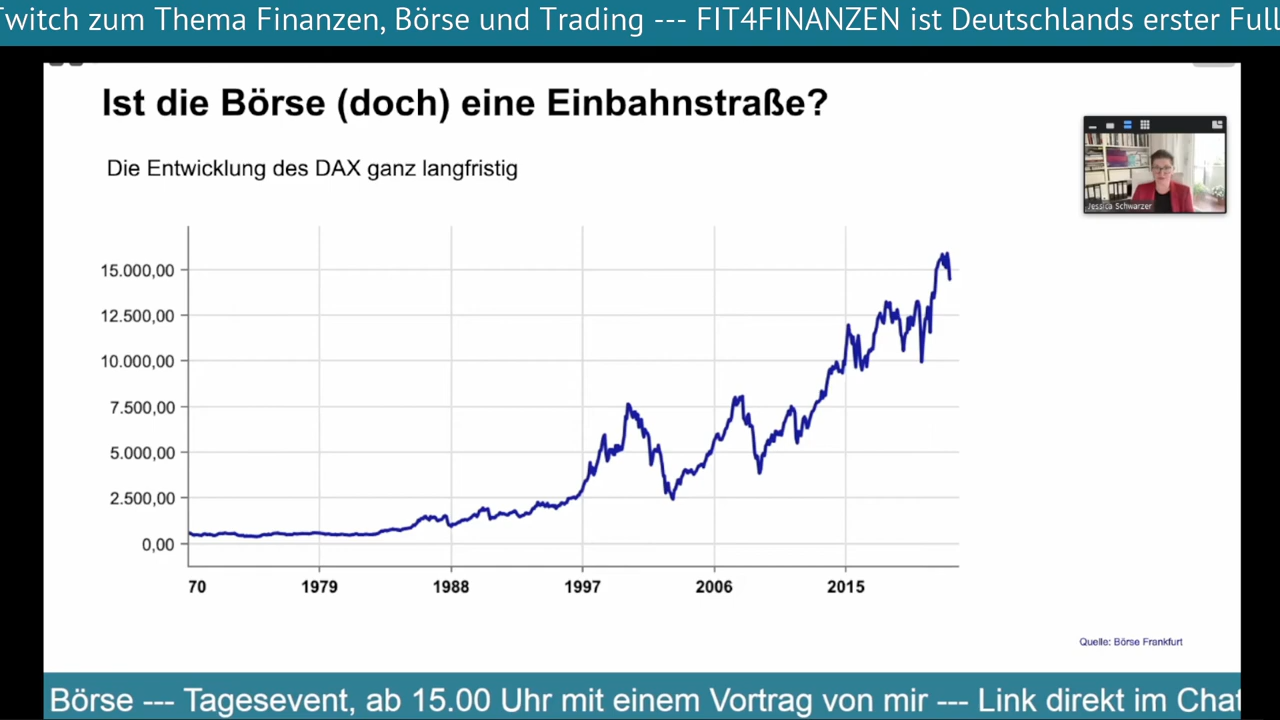 Twitch zum Thema Finanzen, Börse und Trading --- FIT4FINANZEN ist Deutschlands erster Full
Ist die Börse (doch) eine Einbahnstraße?
Die Entwicklung des DAX ganz langfristig
Jessica Schwarzer
15.000,00
12.500,00
10.000,00
7.500,00
5.000,00
2.500,00
0,00
70 1979 1988 1997 2006 2015
Quelle: Börse Frankfurt
Börse --- Tagesevent, ab 15.00 Uhr mit einem Vortrag von mir --- Link direkt im Chat